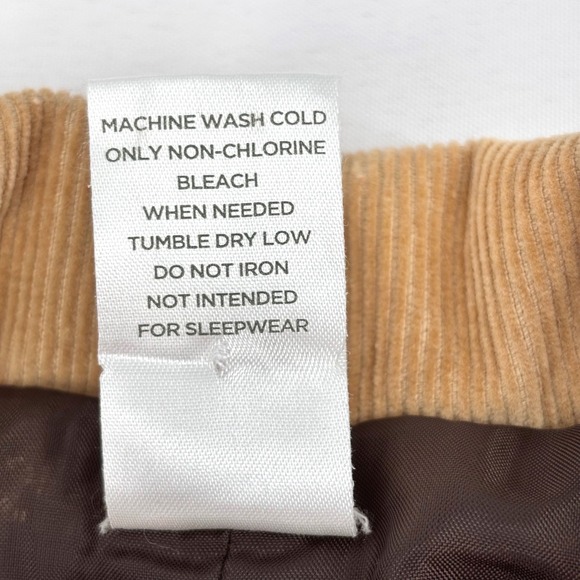 MACHINE WASH COLD
ONLY NON-CHLORINE
BLEACH
WHEN NEEDED
TUMBLE DRY LOW
DO NOT IRON
NOT INTENDED
FOR SLEEPWEAR